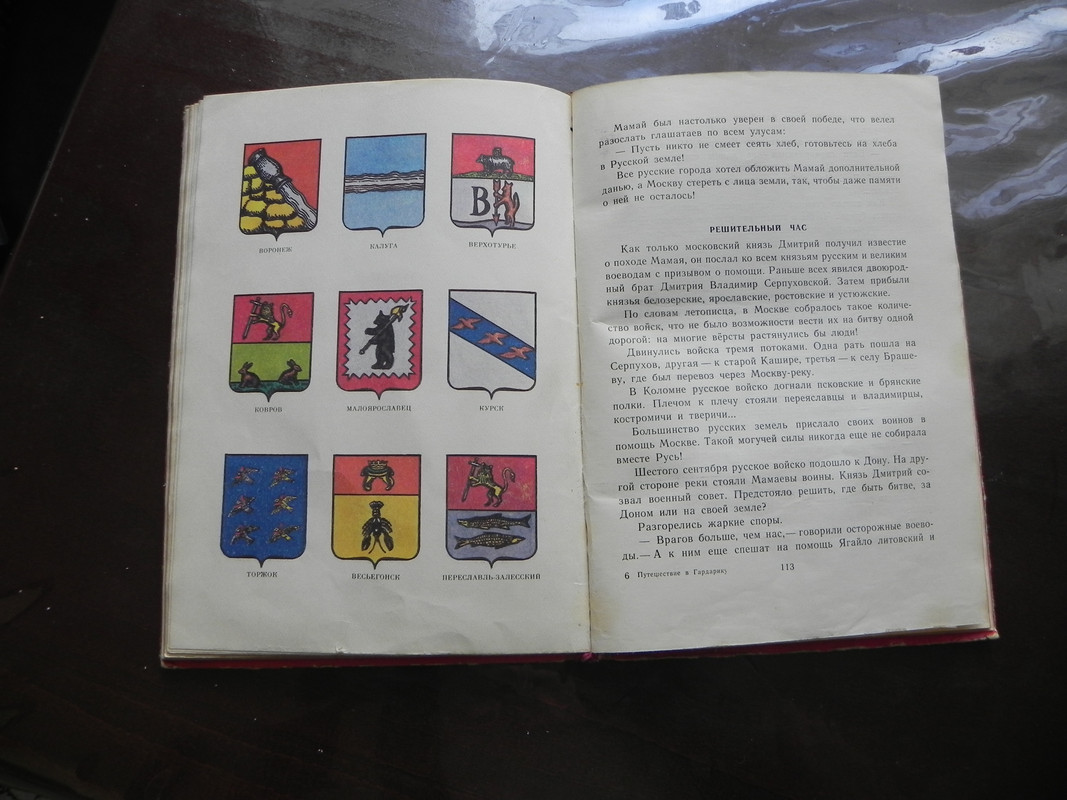 ВОРОНЕЖ
КАЛУГА
В
ВЕРХОТУРЬЕ
КОВРОВ
МАЛОЯРОСЛАВЕЦ
КУРСК
ТОРЖОК
ВЕСЬЕГОНСК
ПЕРЕСЛАВЛЬ-ЗАЛЕССКИЙ
Мамай был настолько уверен в своей победе, что велел
разослать глашатаев по всем улусам:
— Пусть никто не смеет сеять хлеб, готовьтесь на хлеба
в Русской земле!
Все русские города хотел обложить Мамай дополнительной
данью, а Москву стереть с лица земли, так, чтобы даже памяти
о ней не осталось!
РЕШИТЕЛЬНЫЙ ЧАС
Как только московский князь Дмитрий получил известие
о походе Мамая, он послал ко всем князьям русским и великим
воеводам с призывом о помощи. Раньше всех явился двоюрод-
ный брат Дмитрия Владимир Серпуховской. Затем прибыли
князья белозерские, ярославские, ростовские и устюжские.
По словам летописца, в Москве собралось такое количе-
ство войск, что не было возможности вести их на битву одной
дорогой: на многие вёрсты растянулись бы люди!
Двинулись войска тремя потоками. Одна рать пошла на
Серпухов, другая — к старой Кашире, третья — к селу Браше-
ву, где был перевоз через Москву-реку.
В Коломне русское войско догнали псковские и брянские
полки. Плечом к плечу стояли переяславцы и владимирцы,
костромичи и тверичи...
Большинство русских земель прислало своих воинов в
помощь Москве. Такой могучей силы никогда еще не собирала
вместе Русь!
Шестого сентября русское войско подошло к Дону. На дру-
гой стороне реки стояли Мамаевы воины. Князь Дмитрий со-
звал военный совет. Предстояло решить, где быть битве, за
Доном или на своей земле?
Разгорелись жаркие споры.
— Врагов больше, чем нас,— говорили осторожные воево-
ды.— А к ним еще спешат на помощь Ягайло литовский и
6 Путешествие в Гардарику 113